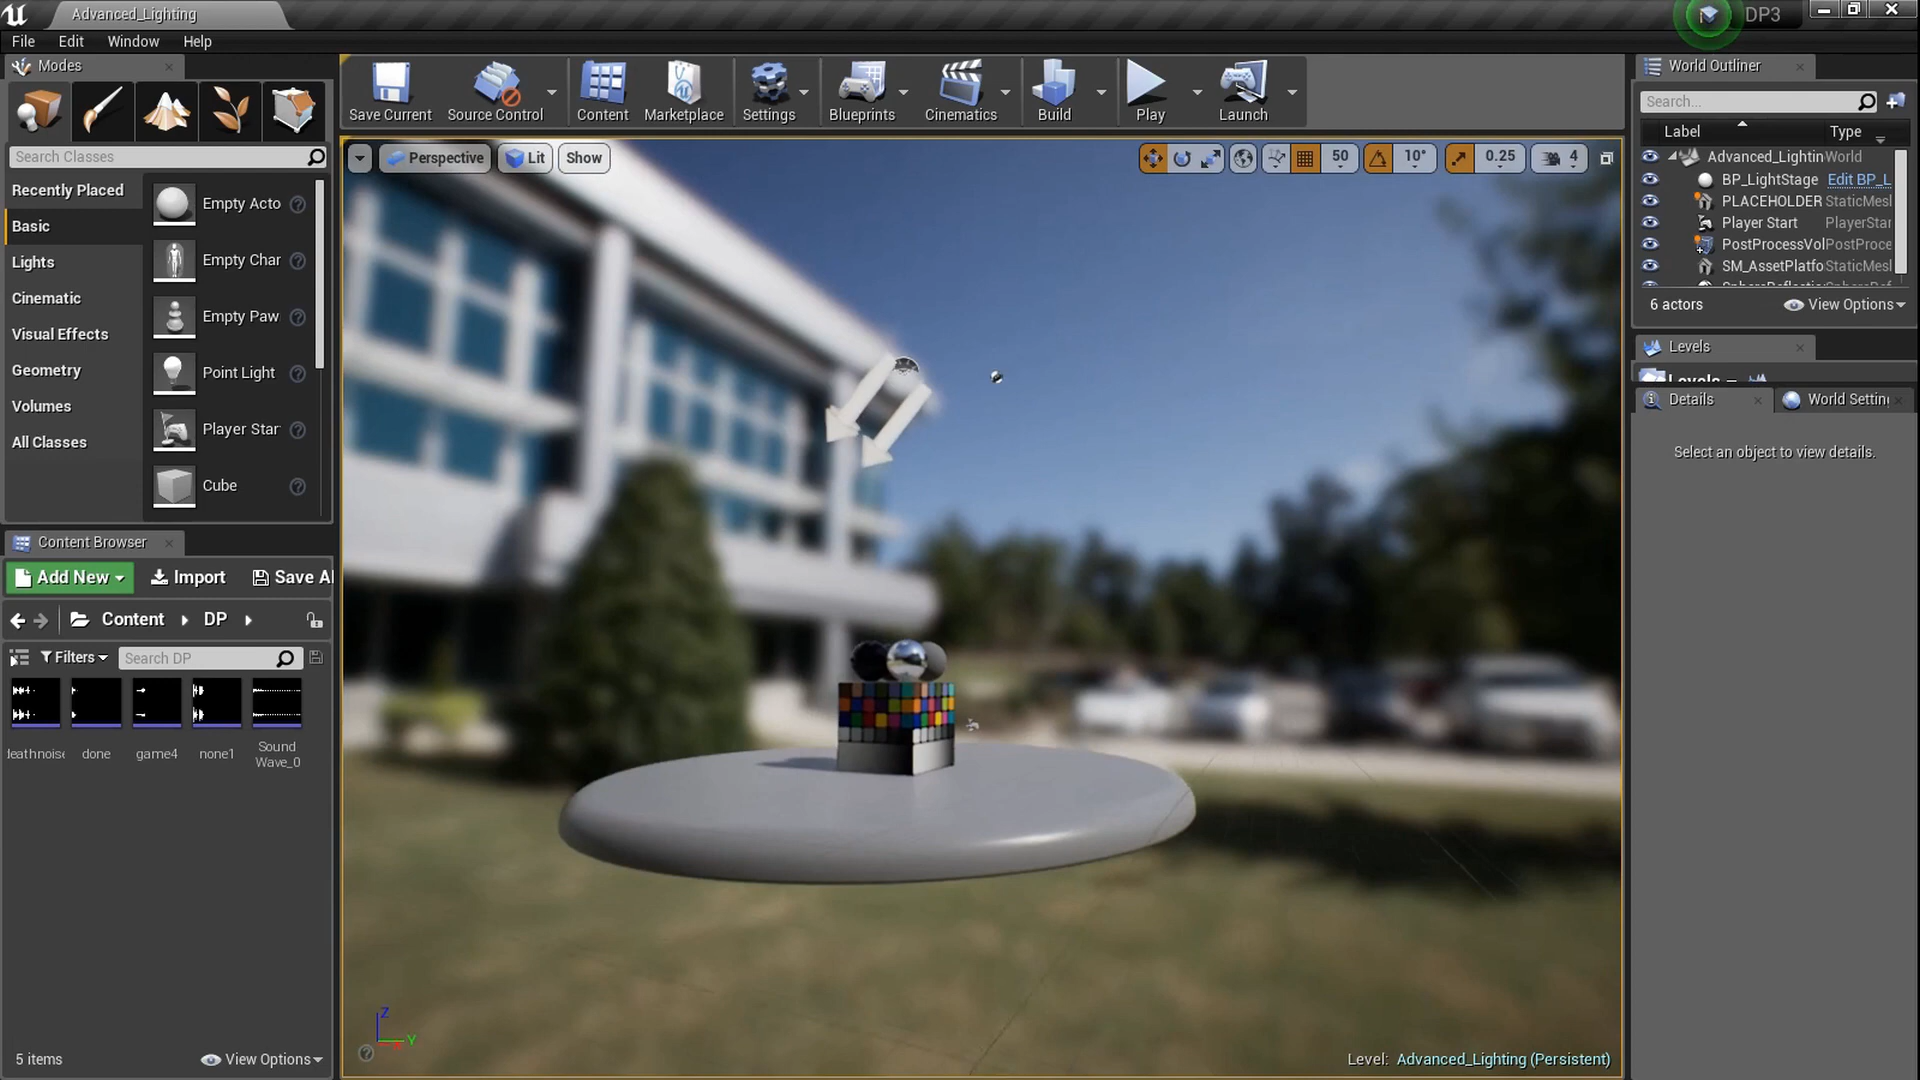 Advanced_Lighting
DP3
File Edit Window Help
Modes
Search Classes
Recently Placed
Basic
Lights
Cinematic
Visual Effects
Geometry
Volumes
All Classes
Empty Acto
Empty Char
Empty Paw
Point Light
Player Star
Cube
Save Current
Source Control
Content
Marketplace
Settings
Blueprints
Cinematics
Build
Play
Launch
Perspective
Lit
Show
50
10°
0.25
4
World Outliner
Search...
Label Type
Advanced_Lightin World
BP_LightStage Edit BP_L
PLACEHOLDER StaticMesl
Player Start PlayerStar
PostProcessVol PostProce
SM_AssetPlatfo StaticMesl
6 actors
View Options
Levels
Levels
Details
World Settin
Select an object to view details.
Content Browser
Add New
Import
Save Al
Content
DP
Filters
Search DP
deathnoise
done
game4
none1
Sound
Wave_0
5 items
View Options
Z
Y
Level: Advanced_Lighting (Persistent)